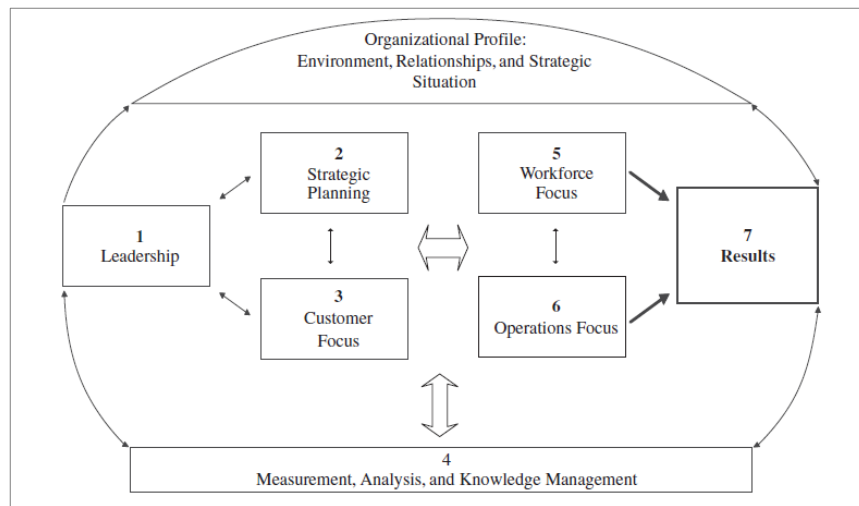 Organizational Profile:
Environment, Relationships, and Strategic
Situation
2
Strategic
Planning
5
Workforce
Focus
1
Leadership
7
Results
3
Customer
Focus
6
Operations Focus
4
Measurement, Analysis, and Knowledge Management